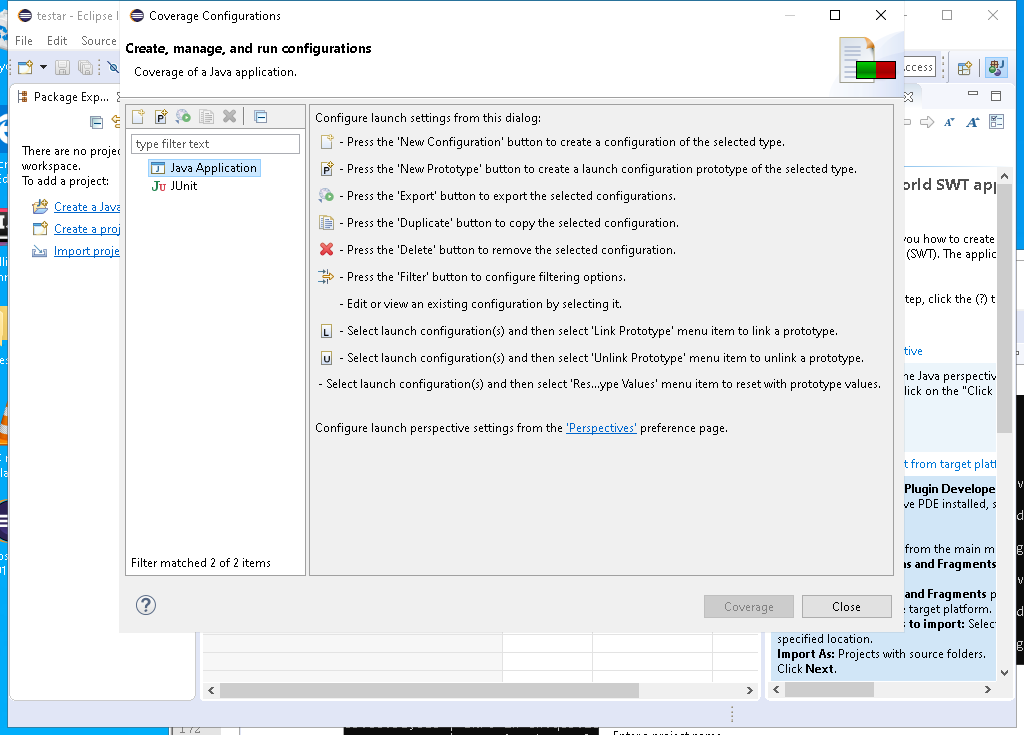 testar - Eclipse I
Coverage Configurations
File Edit Source
Create, manage, and run configurations
Coverage of a Java application.
ccess
Package Exp...
There are no projec
workspace.
To add a project:
Create a Java
Create a proj
Import proje
type filter text
Java Application
JUnit
Filter matched 2 of 2 items
Configure launch settings from this dialog:
- Press the 'New Configuration' button to create a configuration of the selected type.
- Press the 'New Prototype' button to create a launch configuration prototype of the selected type.
- Press the 'Export' button to export the selected configurations.
- Press the 'Duplicate' button to copy the selected configuration.
- Press the 'Delete' button to remove the selected configuration.
- Press the 'Filter' button to configure filtering options.
- Edit or view an existing configuration by selecting it.
L - Select launch configuration(s) and then select 'Link Prototype' menu item to link a prototype.
U - Select launch configuration(s) and then select 'Unlink Prototype' menu item to unlink a prototype.
- Select launch configuration(s) and then select 'Res...ype Values' menu item to reset with prototype values.
Configure launch perspective settings from the 'Perspectives' preference page.
Coverage
Close
orld SWT app
you how to create
(SWT). The applic
tep, click the (?) t
tive
he Java perspectiv
lick on the "Click
t from target platf
Plugin Develope
ve PDE installed, s
from the main m
ns and Fragments
and Fragments p
e target platform.
s to import: Selec
specified location.
Import As: Projects with source folders.
Click Next.
172
Enter a project name